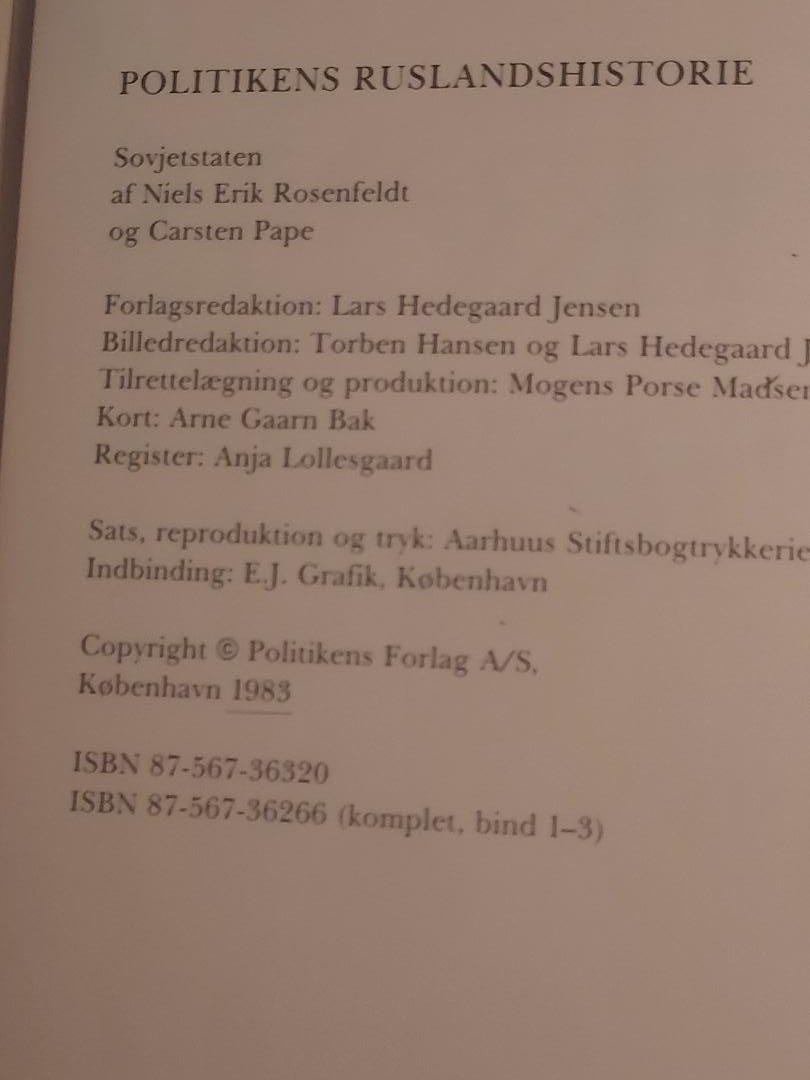 POLITIKENS RUSLANDSHISTORIE
Sovjetstaten
af Niels Erik Rosenfeldt
og Carsten Pape
Forlagsredaktion: Lars Hedegaard Jensen
Billedredaktion: Torben Hansen og Lars Hedegaard J
Tilrettelægning og produktion: Mogens Porse Madser
Kort: Arne Gaarn Bak
Register: Anja Lollesgaard
Sats, reproduktion og tryk: Aarhuus Stiftsbogtrykkerie
Indbinding: E.J. Grafik, København
Copyright © Politikens Forlag A/S,
København 1983
ISBN 87-567-36320
ISBN 87-567-36266 (komplet, bind 1–3)